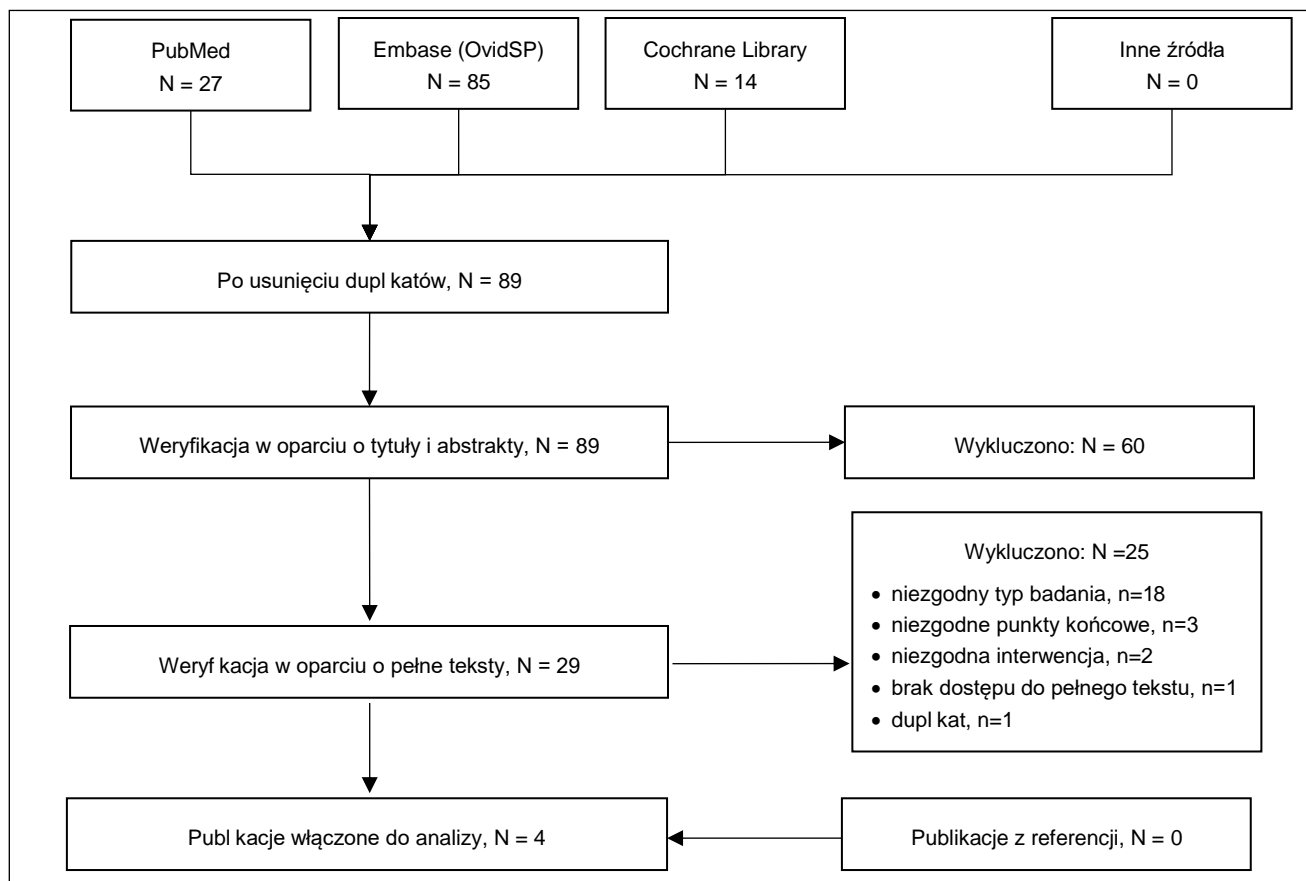 PubMed
N = 27
Embase (OvidSP)
N = 85
Cochrane Library
N = 14
Inne źródła
N = 0
Po usunięciu dupl katów, N = 89
Weryfikacja w oparciu o tytuły i abstrakty, N = 89
Wykluczono: N = 60
Wykluczono: N =25
• niezgodny typ badania, n=18
• niezgodne punkty końcowe, n=3
• niezgodna interwencja, n=2
• brak dostępu do pełnego tekstu, n=1
• dupl kat, n=1
Weryf kacja w oparciu o pełne teksty, N = 29
Publ kacje włączone do analizy, N = 4
Publikacje z referencji, N = 0